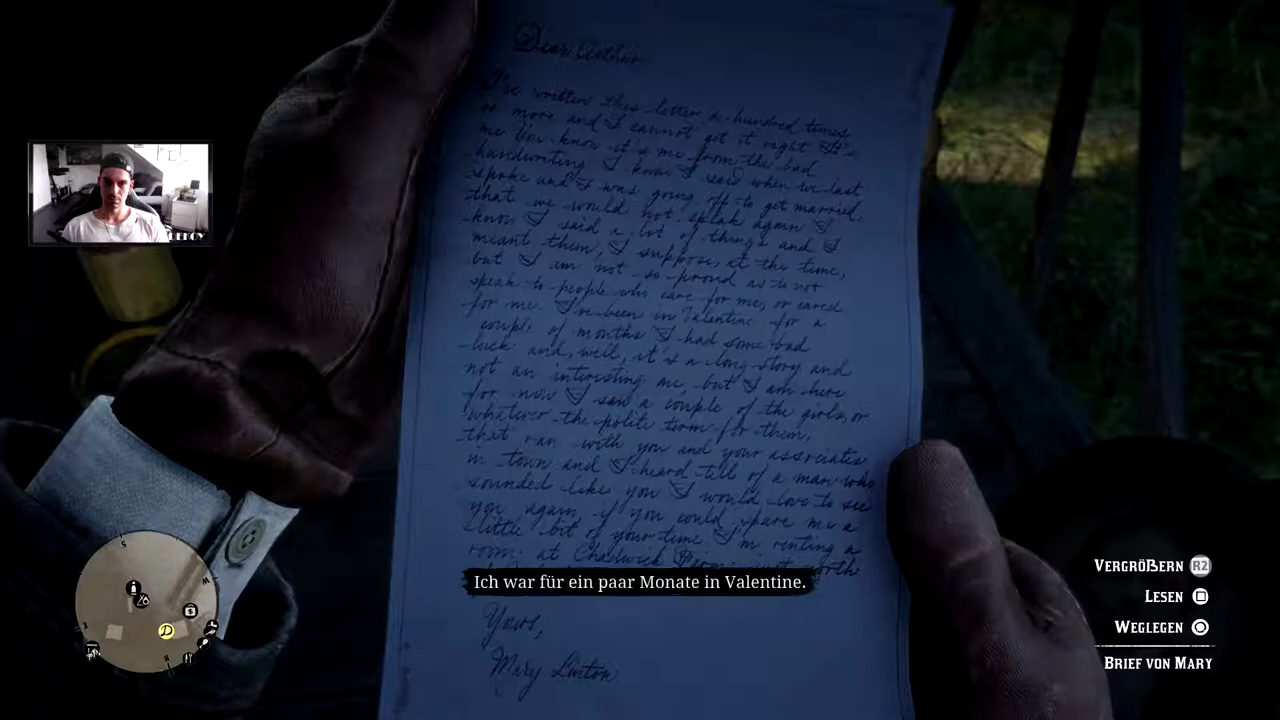 Dear Arthur
I've written this letter a hundred times
or more and I cannot get it right It's
me You know it's me from the bad
handwriting I know I said when we last
spoke and I was going off to get married,
that we would not speak again I
know I said a lot of things and I
meant them, I suppose, at the time,
but I am not so proud as to not
speak to people who care for me, or cared
for me. I've been in Valentine for a
couple of months I had some bad
luck and, well, it's a long story and
not an interesting one, but I am here
for now I saw a couple of the girls, or
whatever the polite term for them,
that ran with you and your associates
in town and I heard tell of a man who
sounded like you I would love to see
you again, if you could spare me a
little bit of your time I'm renting a
room at Chadwick Farm just north
Ich war für ein paar Monate in Valentine.
Yours,
Mary Linton
VERGRÖẞERN R2
LESEN
WEGLEGEN
BRIEF VON MARY